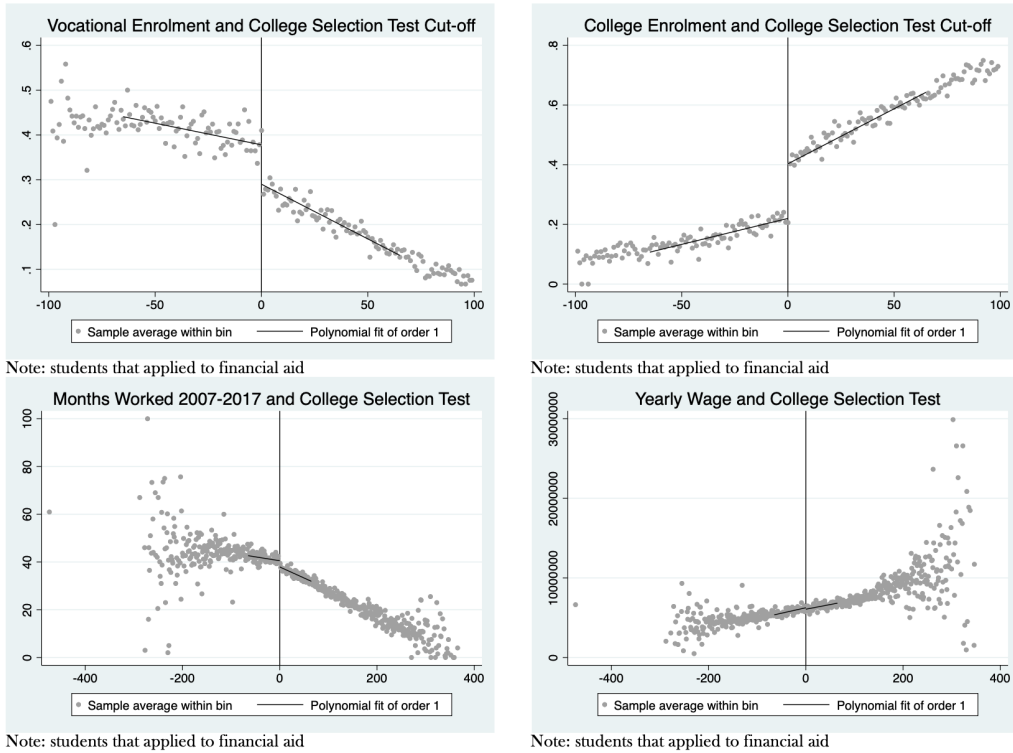 Vocational Enrolment and College Selection Test Cut-off
.6
.5
.4
.3
.2
.1
-100 -50 0 50 100
Sample average within bin Polynomial fit of order 1
Note: students that applied to financial aid
College Enrolment and College Selection Test Cut-off
.8
.6
.4
.2
0
-100 -50 0 50 100
Sample average within bin Polynomial fit of order 1
Note: students that applied to financial aid
Months Worked 2007-2017 and College Selection Test
100
80
60
40
20
0
-400 -200 0 200 400
Sample average within bin Polynomial fit of order 1
Note: students that applied to financial aid
Yearly Wage and College Selection Test
30000000
20000000
10000000
0
-400 -200 0 200 400
Sample average within bin Polynomial fit of order 1
Note: students that applied to financial aid